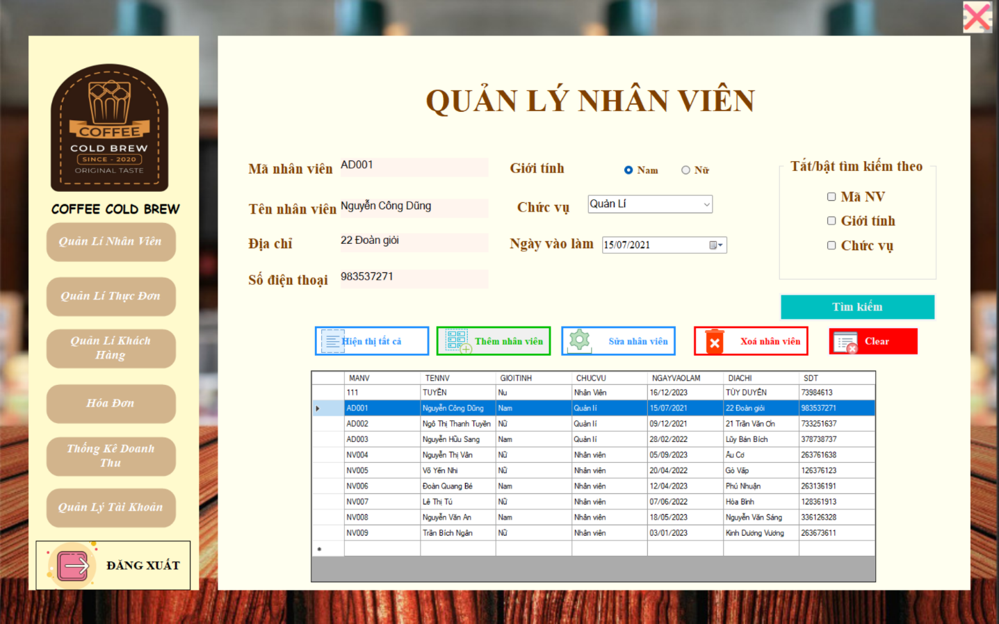 COFFEE
COLD BREW
SINCE - 2020
ORIGINAL TASTE
COFFEE COLD BREW
Quản Lí Nhân Viên
Quản Lí Thực Đơn
Quản Lí Khách
Hàng
Hóa Đơn
Thống Kê Doanh
Thu
Quản Lý Tài Khoản
ĐĂNG XUẤT
QUẢN LÝ NHÂN VIÊN
Mã nhân viên AD001
Tên nhân viên Nguyễn Công Dũng
Địa chỉ 22 Đoàn giỏi
Số điện thoại 983537271
Giới tính Nam Nữ
Chức vụ Quản Lí
Ngày vào làm 15/07/2021
Tắt/bật tìm kiếm theo
Mã NV
Giới tính
Chức vụ
Tìm kiếm
Hiện thị tất cả Thêm nhân viên Sửa nhân viên Xoá nhân viên Clear
MANV TENNV GIOITINH CHUCVU NGAYVAOLAM DIACHI SDT
111 TUYỀN Nu Nhân Viên 16/12/2023 TÙY DUYÊN 73984613
AD001 Nguyễn Công Dũng Nam Quản lí 15/07/2021 22 Đoàn giỏi 983537271
AD002 Ngô Thị Thanh Tuyền Nữ Quản lí 09/12/2021 21 Trần Văn Ơn 733251637
AD003 Nguyễn Hữu Sang Nam Quản lí 28/02/2022 Lũy Bán Bích 378738737
NV004 Nguyễn Thị Vân Nữ Nhân viên 05/09/2023 Âu Cơ 263761638
NV005 Võ Yến Nhi Nữ Nhân viên 20/04/2022 Gò Vấp 126376123
NV006 Đoàn Quang Bé Nam Nhân viên 12/04/2023 Phú Nhuận 263136191
NV007 Lê Thị Tú Nữ Nhân viên 07/06/2022 Hòa Bình 128361913
NV008 Nguyễn Văn An Nam Nhân viên 18/05/2023 Nguyễn Văn Sáng 336126328
NV009 Trần Bích Ngân Nữ Nhân viên 03/01/2023 Kinh Dương Vương 263673611